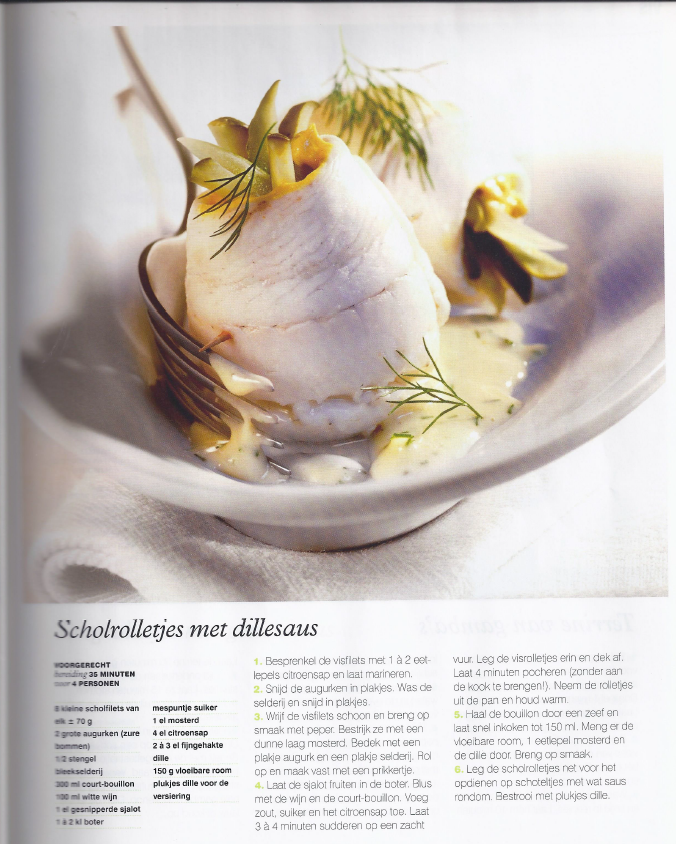 Scholrolletjes met dillesaus
VOORGERECHT
bereiding 35 MINUTEN
voor 4 PERSONEN
8 kleine scholfilets van
elk ± 70 g
2 grote augurken (zure
bommen)
1/2 stengel
bleekselderij
300 ml court-bouillon
100 ml witte wijn
1 el gesnipperde sjalot
1 à 2 kl boter
mespuntje suiker
1 el mosterd
4 el citroensap
2 à 3 el fijngehakte
dille
150 g vloeibare room
plukjes dille voor de
versiering
1. Besprenkel de visfilets met 1 à 2 eet-
lepels citroensap en laat marineren.
2. Snijd de augurken in plakjes. Was de
selderij en snijd in plakjes.
3. Wrijf de visfilets schoon en breng op
smaak met peper. Bestrijk ze met een
dunne laag mosterd. Bedek met een
plakje augurk en een plakje selderij. Rol
op en maak vast met een prikkertje.
4. Laat de sjalot fruiten in de boter. Blus
met de wijn en de court-bouillon. Voeg
zout, suiker en het citroensap toe. Laat
3 à 4 minuten sudderen op een zacht
vuur. Leg de visrolletjes erin en dek af.
Laat 4 minuten pocheren (zonder aan
de kook te brengen!). Neem de rolletjes
uit de pan en houd warm.
5. Haal de bouillon door een zeef en
laat snel inkoken tot 150 ml. Meng er de
vloeibare room, 1 eetlepel mosterd en
de dille door. Breng op smaak.
6. Leg de scholrolletjes net voor het
opdienen op schoteltjes met wat saus
rondom. Bestrooi met plukjes dille.